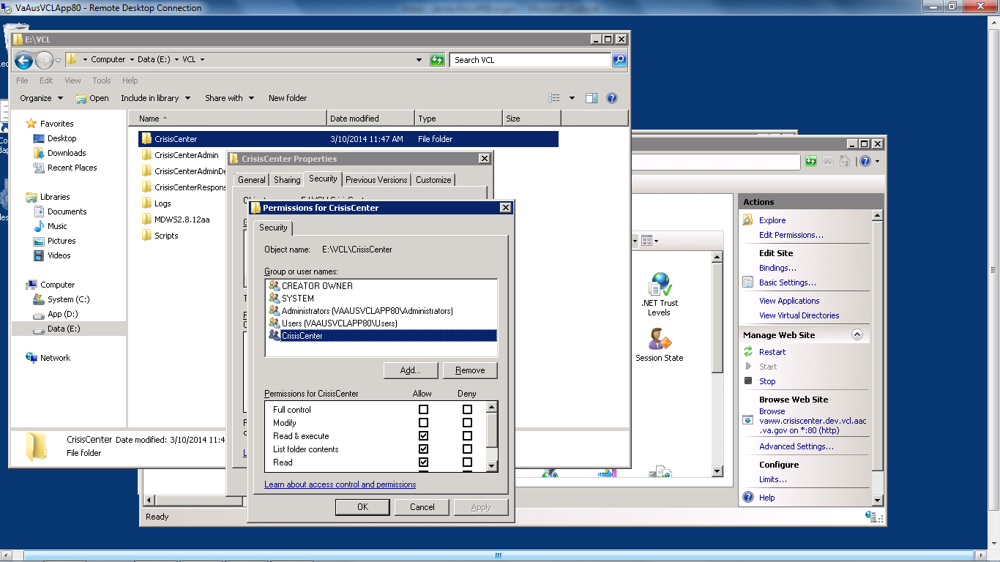 VaAusVCLApp80 - Remote Desktop Connection
E:\VCL
Computer Data (E:) VCL
Search VCL
File Edit View Tools Help
Organize Open Include in library Share with New folder
Favorites
Desktop
Downloads
Recent Places
Libraries
Documents
Music
Pictures
Videos
Computer
System (C:)
App (D:)
Data (E:)
Network
Name Date modified Type Size
CrisisCenter 3/10/2014 11:47 AM File folder
CrisisCenterAdmin
CrisisCenterAdminDe
CrisisCenterRespons
Logs
MDWS2.8.12aa
Scripts
CrisisCenter Date modified: 3/10/2014 11:4
File folder
CrisisCenter Properties
General Sharing Security Previous Versions Customize
Permissions for CrisisCenter
Security
Object name: E:\VCL\CrisisCenter
Group or user names:
CREATOR OWNER
SYSTEM
Administrators (VAAUSVCLAPP80\Administrators)
Users (VAAUSVCLAPP80\Users)
CrisisCenter
Add... Remove
Permissions for CrisisCenter Allow Deny
Full control
Modify
Read & execute
List folder contents
Read
Learn about access control and permissions
OK Cancel Apply
.NET Trust
Levels
Session State
Ready
Actions
Explore
Edit Permissions...
Edit Site
Bindings...
Basic Settings...
View Applications
View Virtual Directories
Manage Web Site
Restart
Start
Stop
Browse Web Site
Browse
vaww.crisiscenter.dev.vcl.aac
.va.gov on *:80 (http)
Advanced Settings...
Configure
Limits...
Help